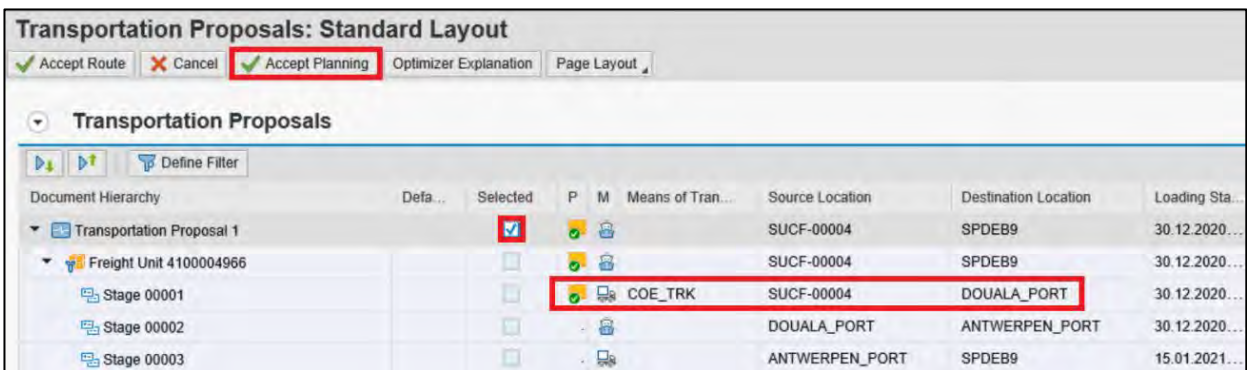 Transportation Proposals: Standard Layout
Accept Route Cancel Accept Planning Optimizer Explanation Page Layout
Transportation Proposals
Define Filter
Document Hierarchy Defa... Selected P M Means of Tran... Source Location Destination Location Loading Sta...
Transportation Proposal 1 SUCF-00004 SPDEB9 30.12.2020...
Freight Unit 4100004966 SUCF-00004 SPDEB9 30.12.2020...
Stage 00001 COE_TRK SUCF-00004 DOUALA_PORT 30.12.2020...
Stage 00002 DOUALA_PORT ANTWERPEN_PORT 30.12.2020...
Stage 00003 ANTWERPEN_PORT SPDEB9 15.01.2021...